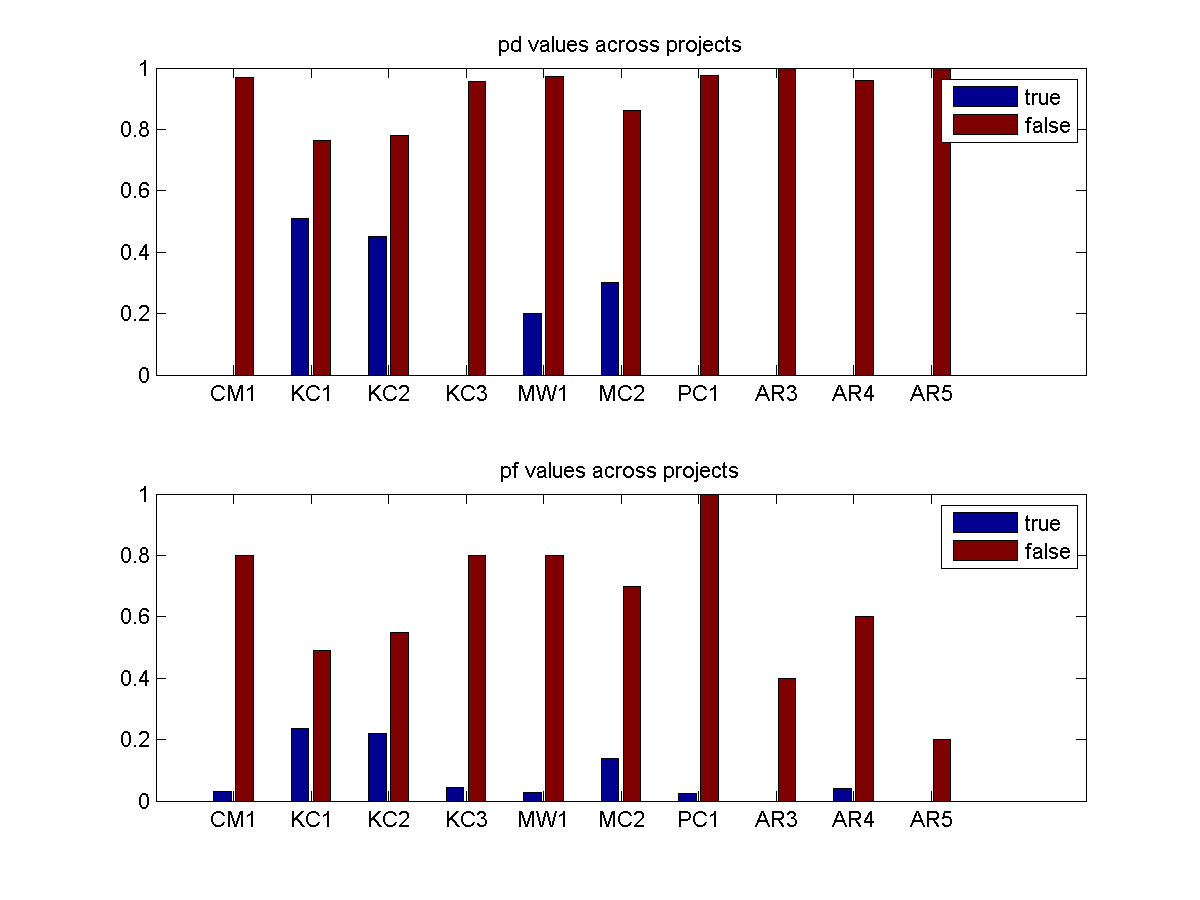 pd values across projects
1
0.8
0.6
0.4
0.2
0
true
false
CM1 KC1 KC2 KC3 MW1 MC2 PC1 AR3 AR4 AR5
pf values across projects
1
0.8
0.6
0.4
0.2
0
true
false
CM1 KC1 KC2 KC3 MW1 MC2 PC1 AR3 AR4 AR5